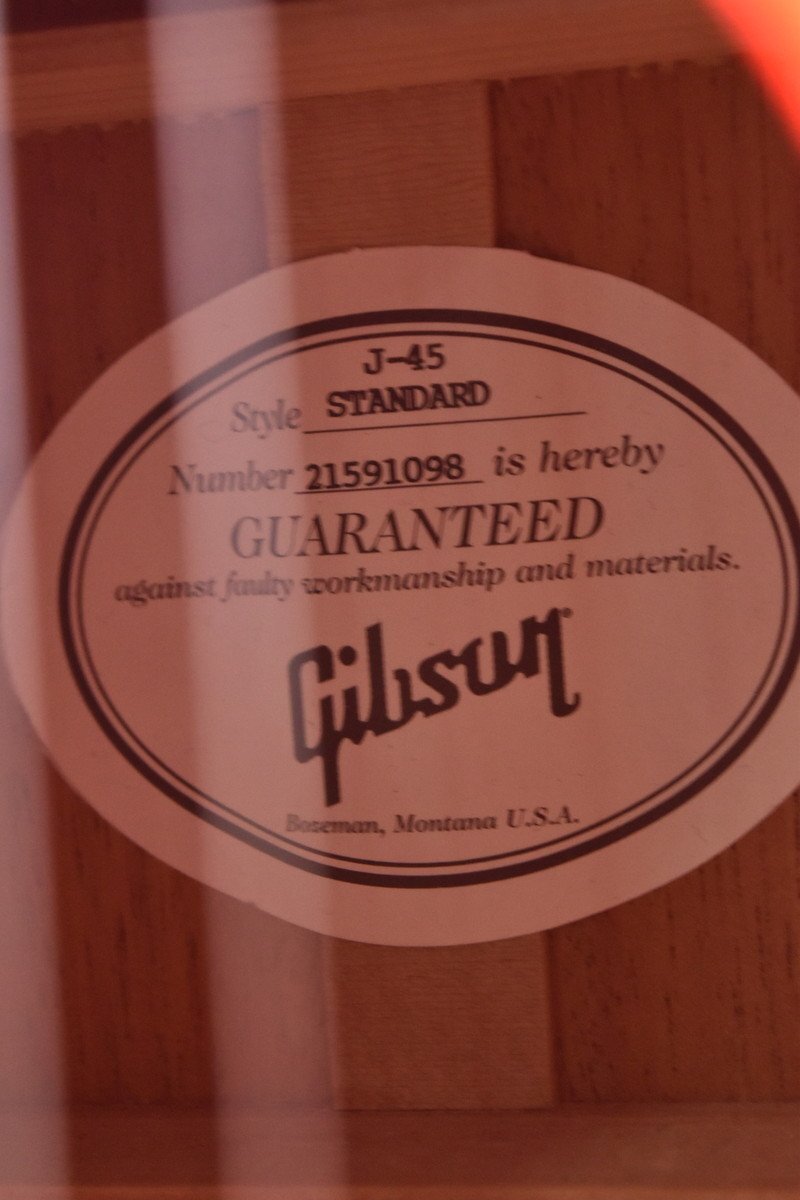 J-45
Style STANDARD
Number 21591098 is hereby
GUARANTEED
against faulty workmanship and materials.
Gibson®
Bozeman, Montana U.S.A.